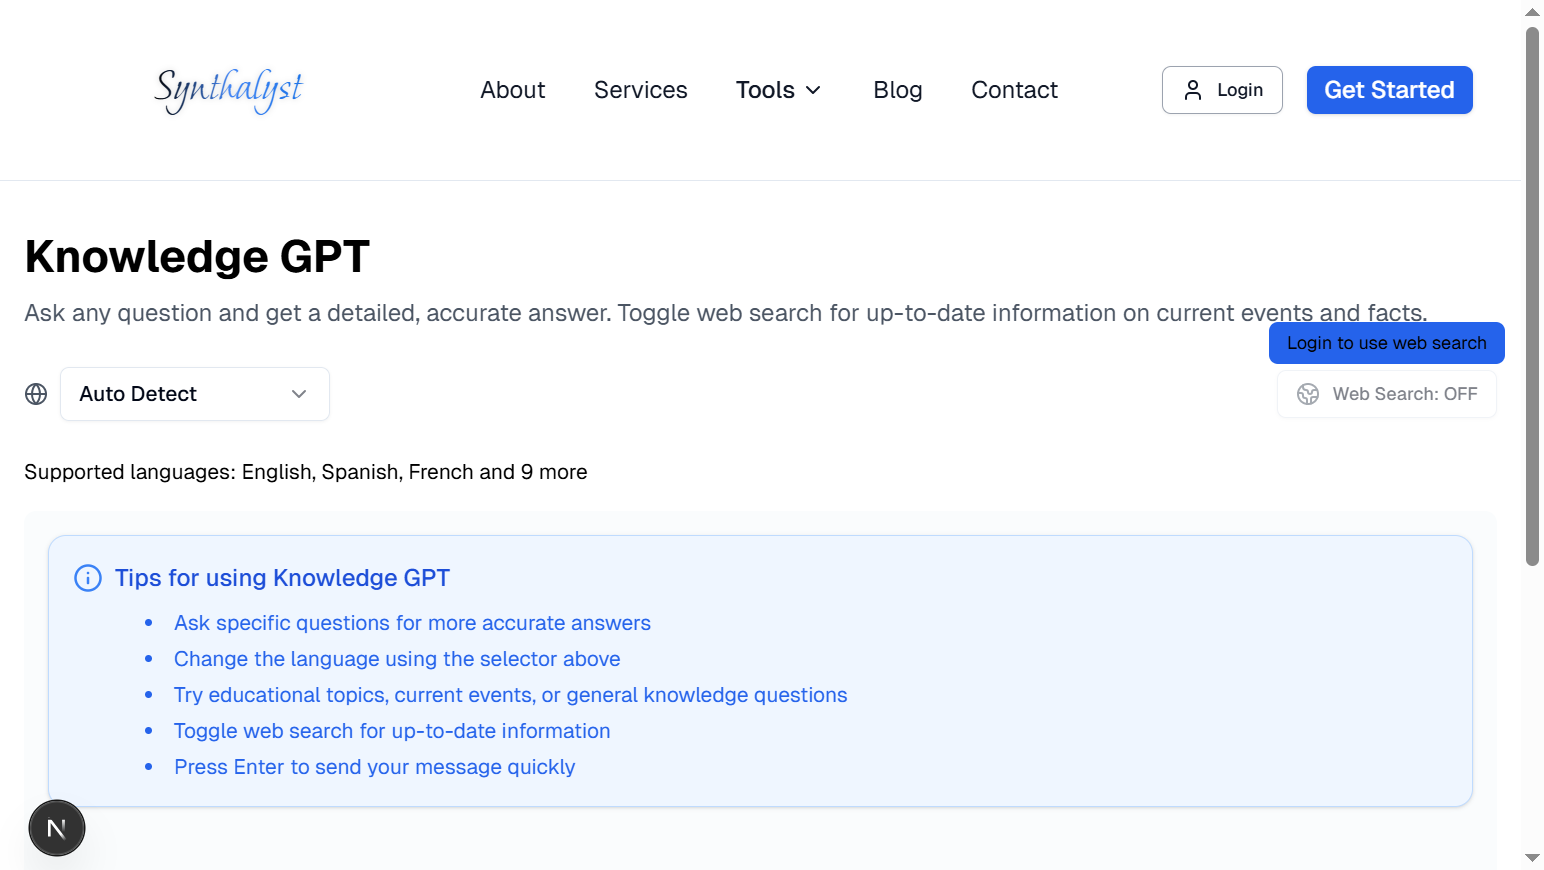 Synthalyst
About
Services
Tools
Blog
Contact
Login
Get Started
Knowledge GPT
Ask any question and get a detailed, accurate answer. Toggle web search for up-to-date information on current events and facts.
Login to use web search
Auto Detect
Web Search: OFF
Supported languages: English, Spanish, French and 9 more
Tips for using Knowledge GPT
Ask specific questions for more accurate answers
Change the language using the selector above
Try educational topics, current events, or general knowledge questions
Toggle web search for up-to-date information
Press Enter to send your message quickly
N